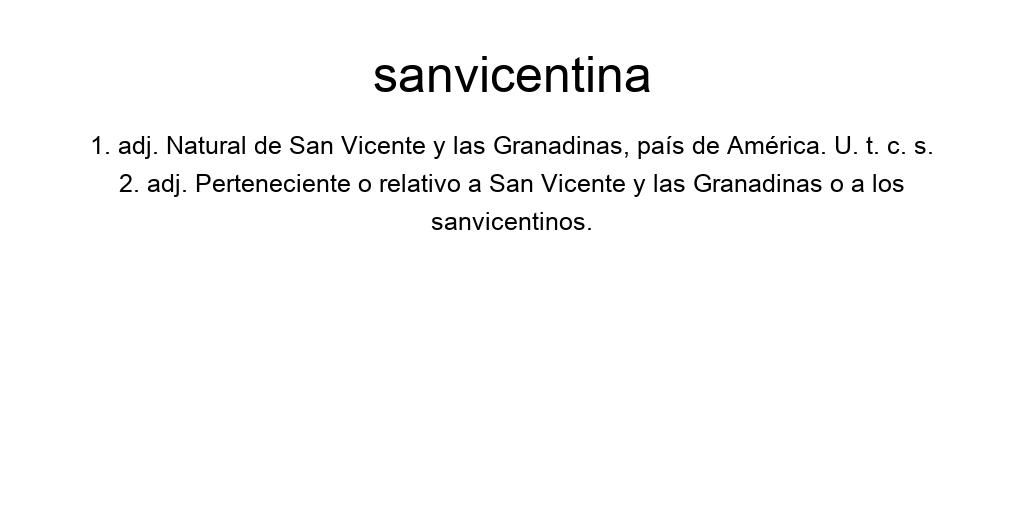 sanvicentina
1. adj. Natural de San Vicente y las Granadinas, país de América. U. t. c. s.
2. adj. Perteneciente o relativo a San Vicente y las Granadinas o a los
sanvicentinos.